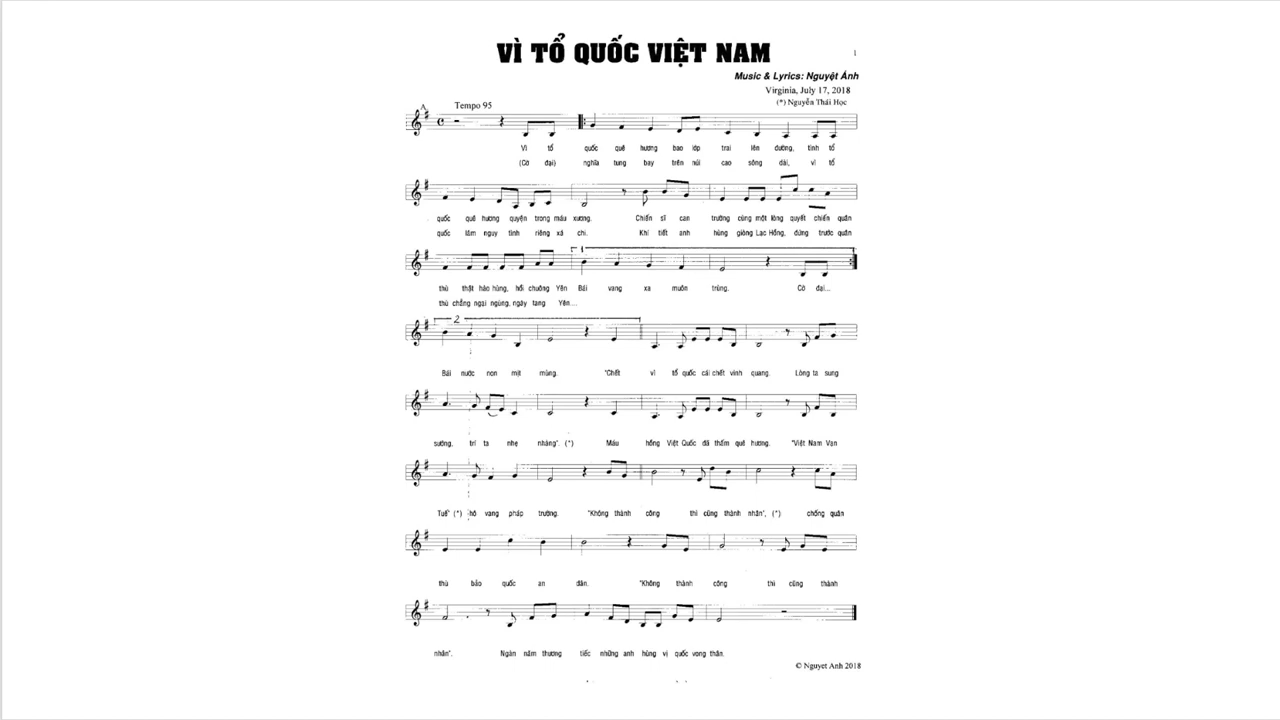 VÌ TỔ QUỐC VIỆT NAM
1
Music & Lyrics: Nguyệt Ánh
Virginia, July 17, 2018
(*) Nguyễn Thái Học
A
Tempo 95
Vì tổ quốc quê hương bao lớp trai lên đường, tình tổ
(Cờ đại) nghĩa tung bay trên núi cao sông dài, vì tổ
quốc quê hương quyện trong máu xương. Chiến sĩ can trường cùng một lòng quyết chiến quân
quốc lâm nguy tình riêng xá chi. Khí tiết anh hùng giòng Lạc Hồng, đứng trước quân
1
thù thật hào hùng, hồi chuông Yên Bái vang xa muôn trùng. Cờ đại...
thù chẳng ngại ngùng, ngày tang Yên...
2
Bái nước non mịt mùng. "Chết vì tổ quốc cái chết vinh quang. Lòng ta sung
sướng, trí ta nhẹ nhàng". (*) Máu hồng Việt Quốc đã thấm quê hương. "Việt Nam Vạn
Tuế" (*) hô vang pháp trường. "Không thành công thì cũng thành nhân", (*) chống quân
thù bảo quốc an dân. "Không thành công thì cũng thành
nhân". Ngàn năm thương tiếc những anh hùng vị quốc vong thân.
© Nguyet Anh 2018